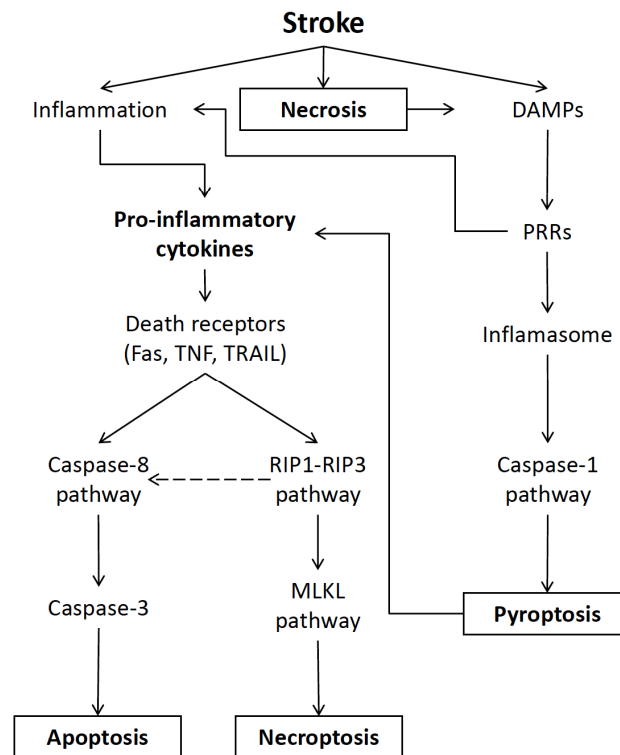 Stroke
Inflammation
Necrosis
DAMPs
Pro-inflammatory
cytokines
PRRs
Death receptors
(Fas, TNF, TRAIL)
Inflamasome
Caspase-8
pathway
RIP1-RIP3
pathway
Caspase-1
pathway
Caspase-3
MLKL
pathway
Pyroptosis
Apoptosis
Necroptosis